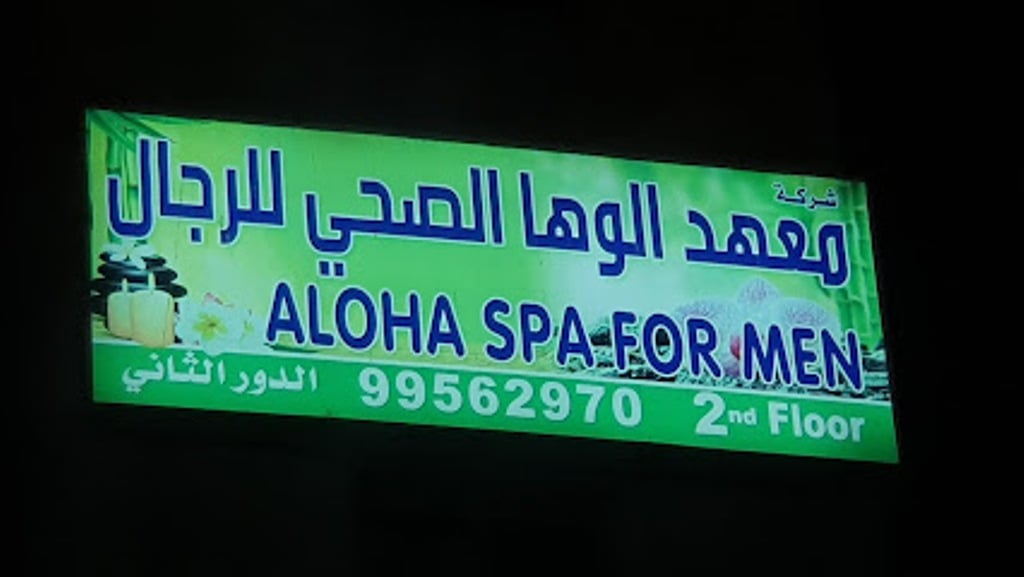 شركة
معهد الوها الصحي للرجال
ALOHA SPA FOR MEN
الدور الثاني 99562970 2nd Floor